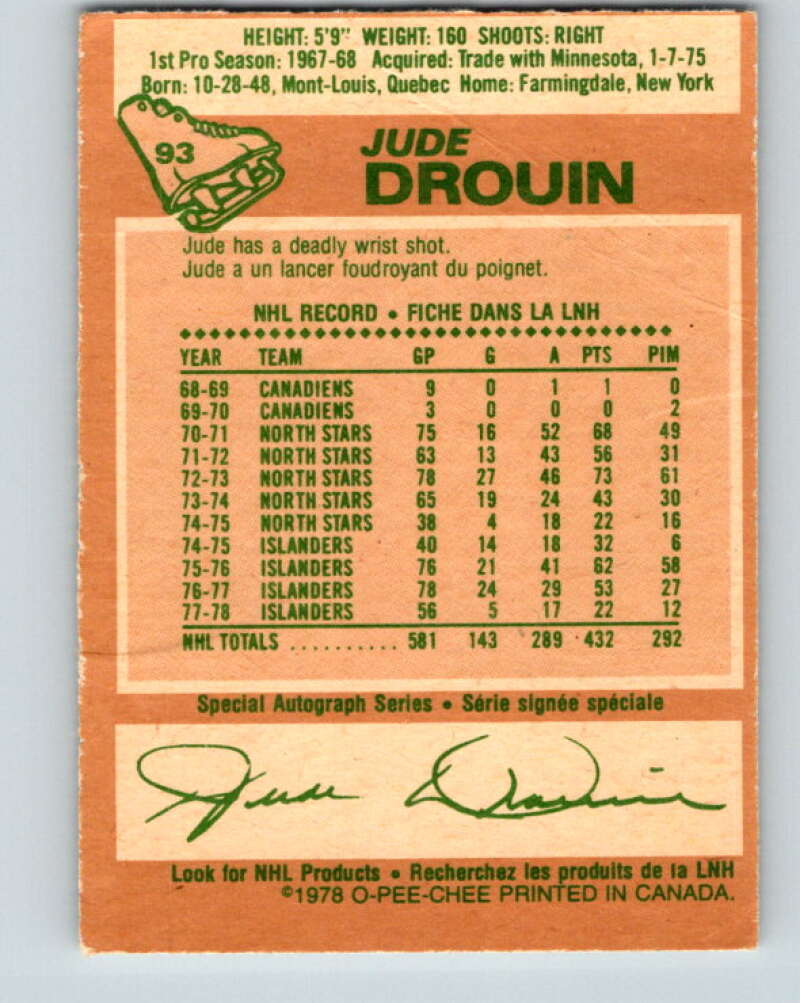 HEIGHT: 5'9" WEIGHT: 160 SHOOTS: RIGHT
1st Pro Season: 1967-68 Acquired: Trade with Minnesota, 1-7-75
Born: 10-28-48, Mont-Louis, Quebec Home: Farmingdale, New York
93
JUDE
DROUIN
Jude has a deadly wrist shot.
Jude a un lancer foudroyant du poignet.
NHL RECORD • FICHE DANS LA LNH
YEAR TEAM GP G A PTS PIM
68-69 CANADIENS 9 0 1 1 0
69-70 CANADIENS 3 0 0 0 2
70-71 NORTH STARS 75 16 52 68 49
71-72 NORTH STARS 63 13 43 56 31
72-73 NORTH STARS 78 27 46 73 61
73-74 NORTH STARS 65 19 24 43 30
74-75 NORTH STARS 38 4 18 22 16
74-75 ISLANDERS 40 14 18 32 6
75-76 ISLANDERS 76 21 41 62 58
76-77 ISLANDERS 78 24 29 53 27
77-78 ISLANDERS 56 5 17 22 12
NHL TOTALS .......... 581 143 289 432 292
Special Autograph Series • Série signée spéciale
Jude Drouin
Look for NHL Products • Recherchez les produits de la LNH
©1978 O-PEE-CHEE PRINTED IN CANADA.